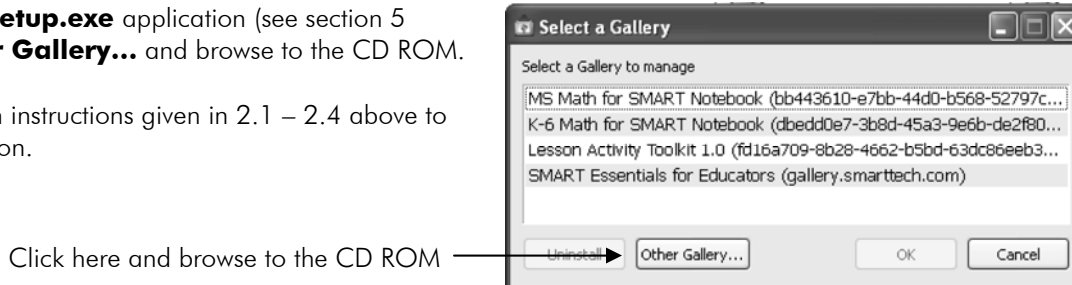 etup.exe application (see section 5
r Gallery... and browse to the CD ROM.
instructions given in 2.1 – 2.4 above to
on.
Click here and browse to the CD ROM
Select a Gallery
Select a Gallery to manage
MS Math for SMART Notebook (bb443610-e7bb-44d0-b568-52797c...
K-6 Math for SMART Notebook (dbedd0e7-3b8d-45a3-9e6b-de2f80...
Lesson Activity Toolkit 1.0 (fd16a709-8b28-4662-b5bd-63dc86eeb3...
SMART Essentials for Educators (gallery.smarttech.com)
Uninstall
Other Gallery...
OK
Cancel